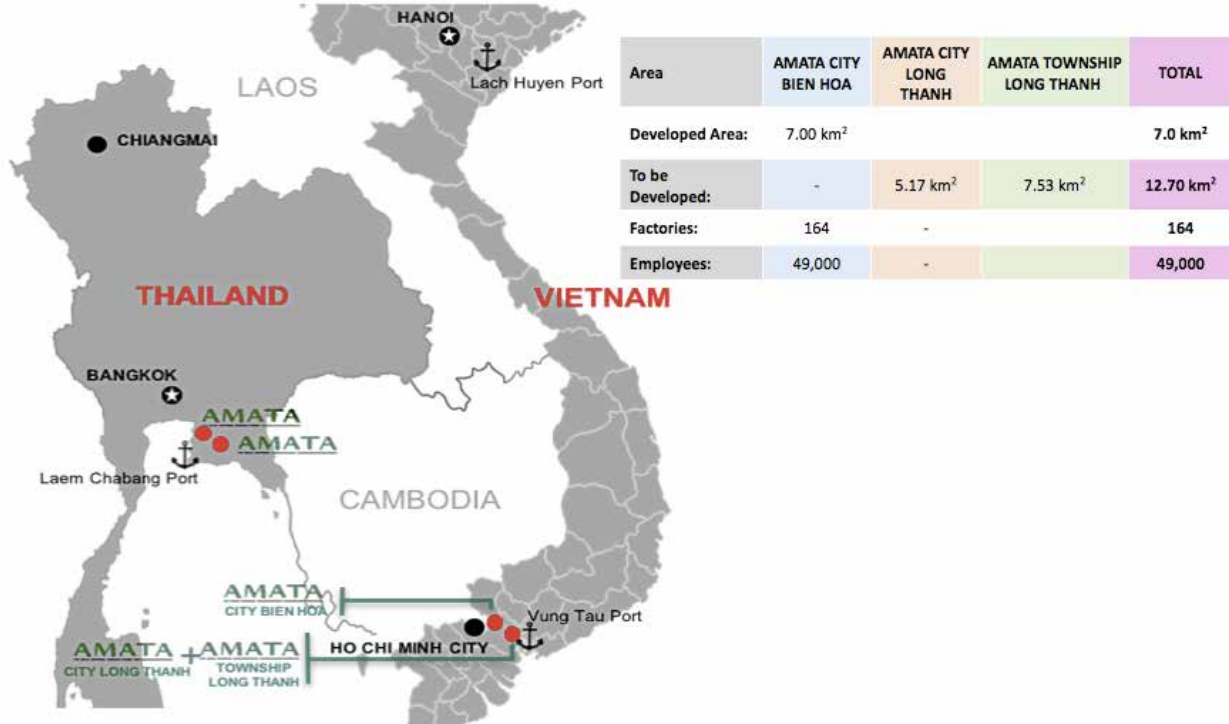 HANOI
Lach Huyen Port
LAOS
CHIANGMAI
THAILAND
VIETNAM
BANGKOK
AMATA
AMATA
Laem Chabang Port
CAMBODIA
AMATA
CITY BIEN HOA
Vung Tau Port
HO CHI MINH CITY
AMATA + AMATA
CITY LONG THANH
TOWNSHIP
LONG THANH
Area
AMATA CITY
BIEN HOA
AMATA CITY
LONG
THANH
AMATA TOWNSHIP
LONG THANH
TOTAL
Developed Area: 7.00 km² 7.0 km²
To be
Developed: - 5.17 km² 7.53 km² 12.70 km²
Factories: 164 - 164
Employees: 49,000 - 49,000